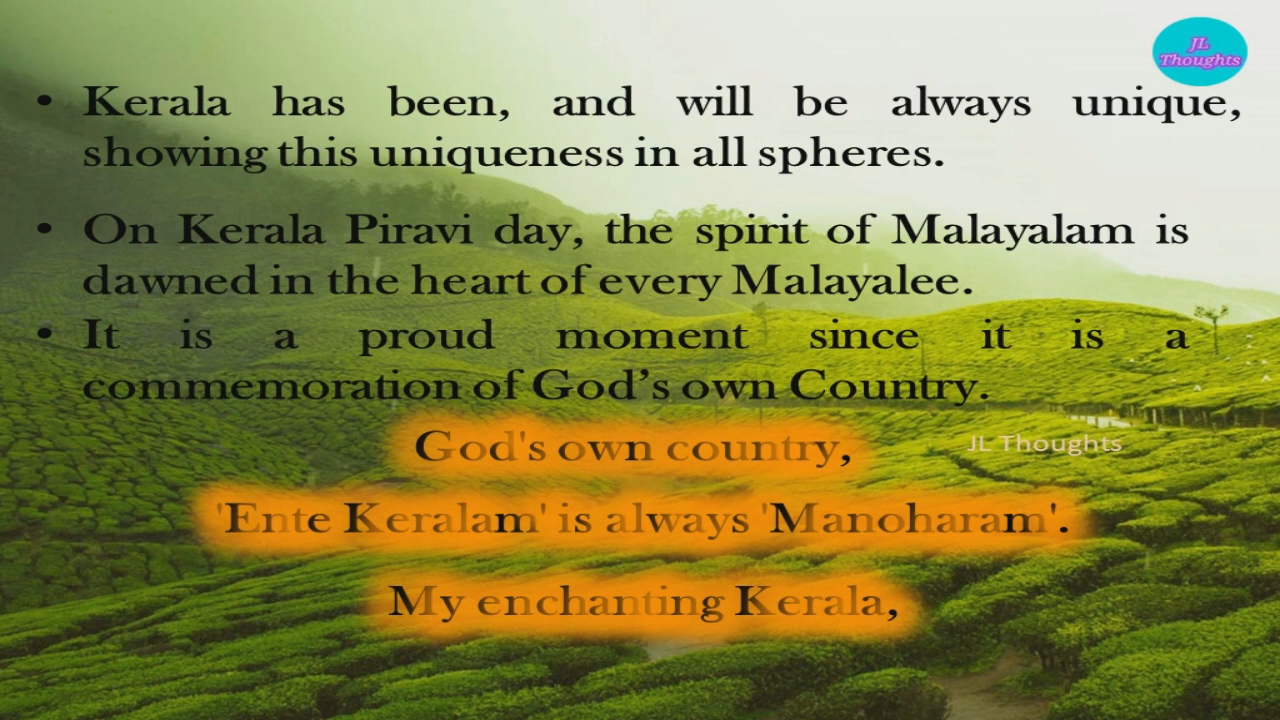 JL
Thoughts
• Kerala has been, and will be always unique,
showing this uniqueness in all spheres.
• On Kerala Piravi day, the spirit of Malayalam is
dawned in the heart of every Malayalee.
• It is a proud moment since it is a
commemoration of God’s own Country.
God's own country,
JL Thoughts
'Ente Keralam' is always 'Manoharam'.
My enchanting Kerala,